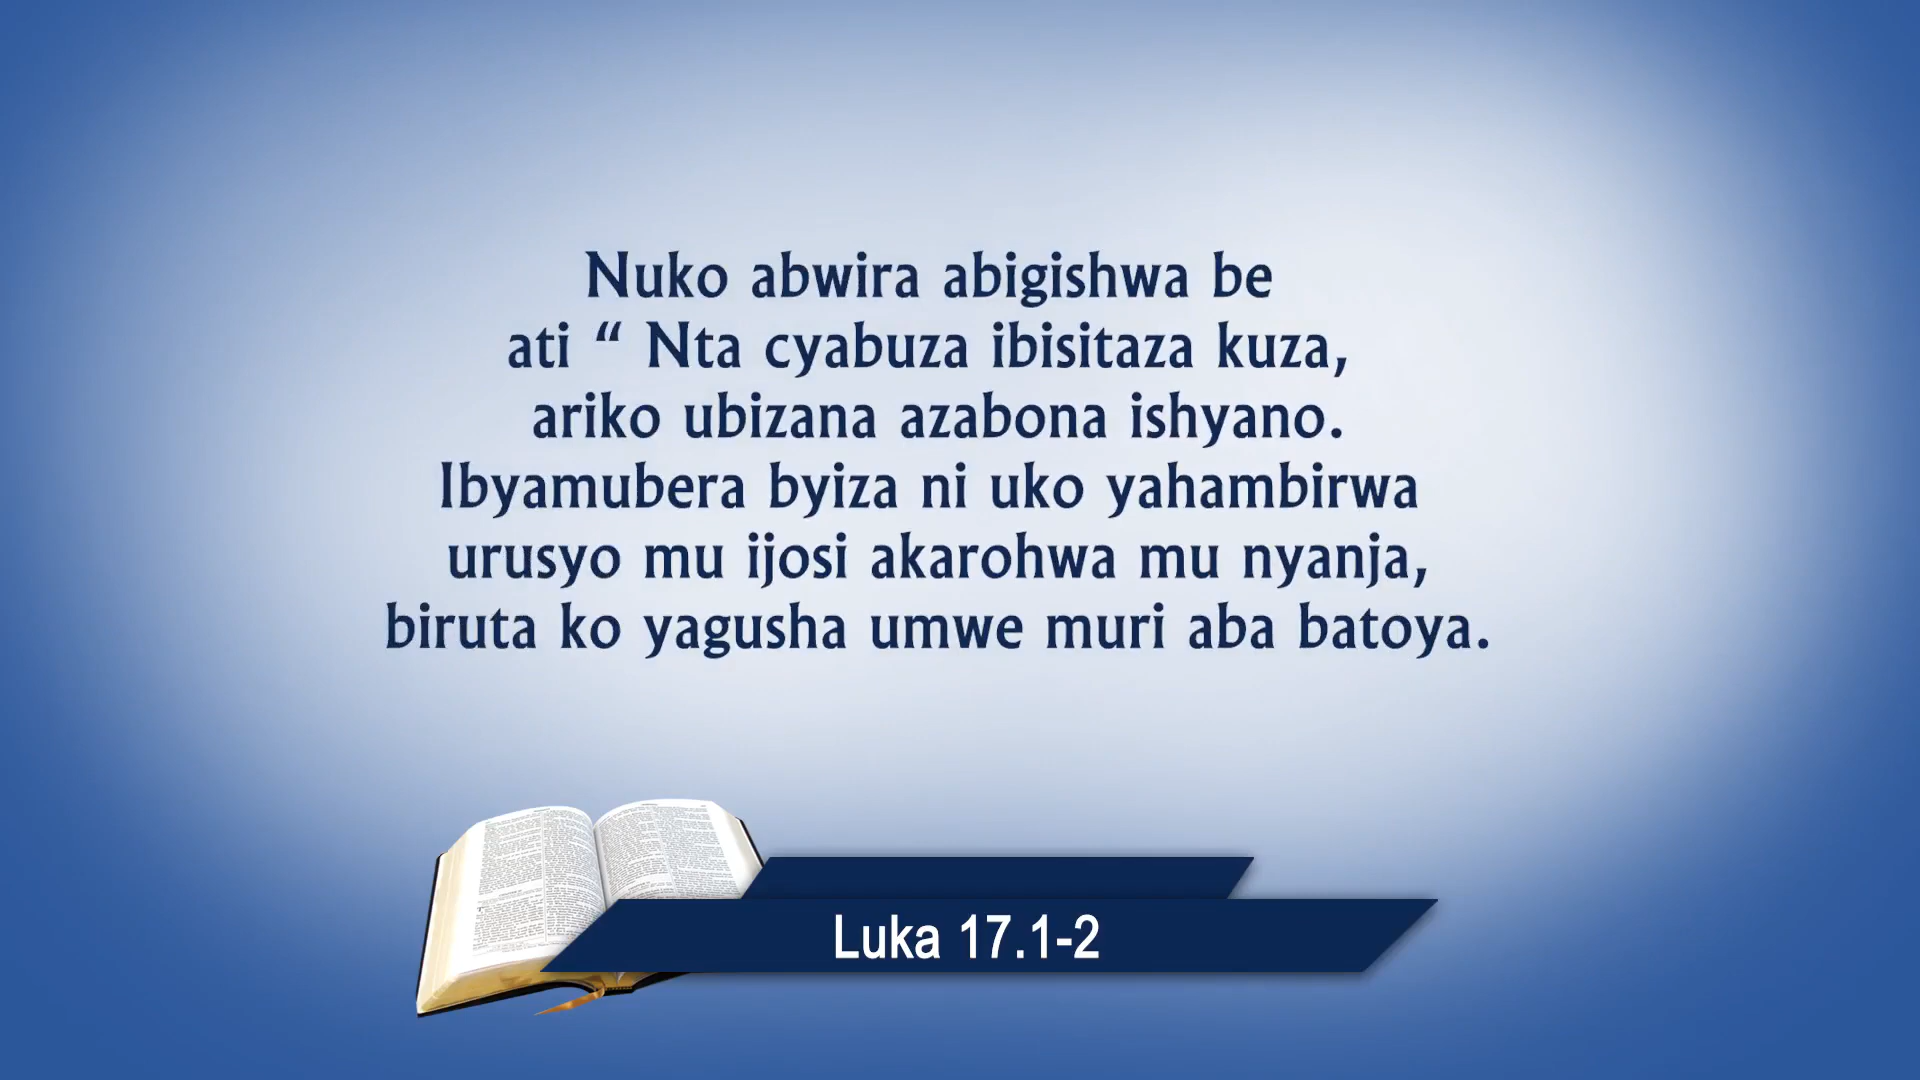 Nuko abwira abigishwa be
ati “ Nta cyabuza ibisitaza kuza,
ariko ubizana azabona ishyano.
Ibyamubera byiza ni uko yahambirwa
urusyo mu ijosi akarohwa mu nyanja,
biruta ko yagusha umwe muri aba batoya.
Luka 17.1-2